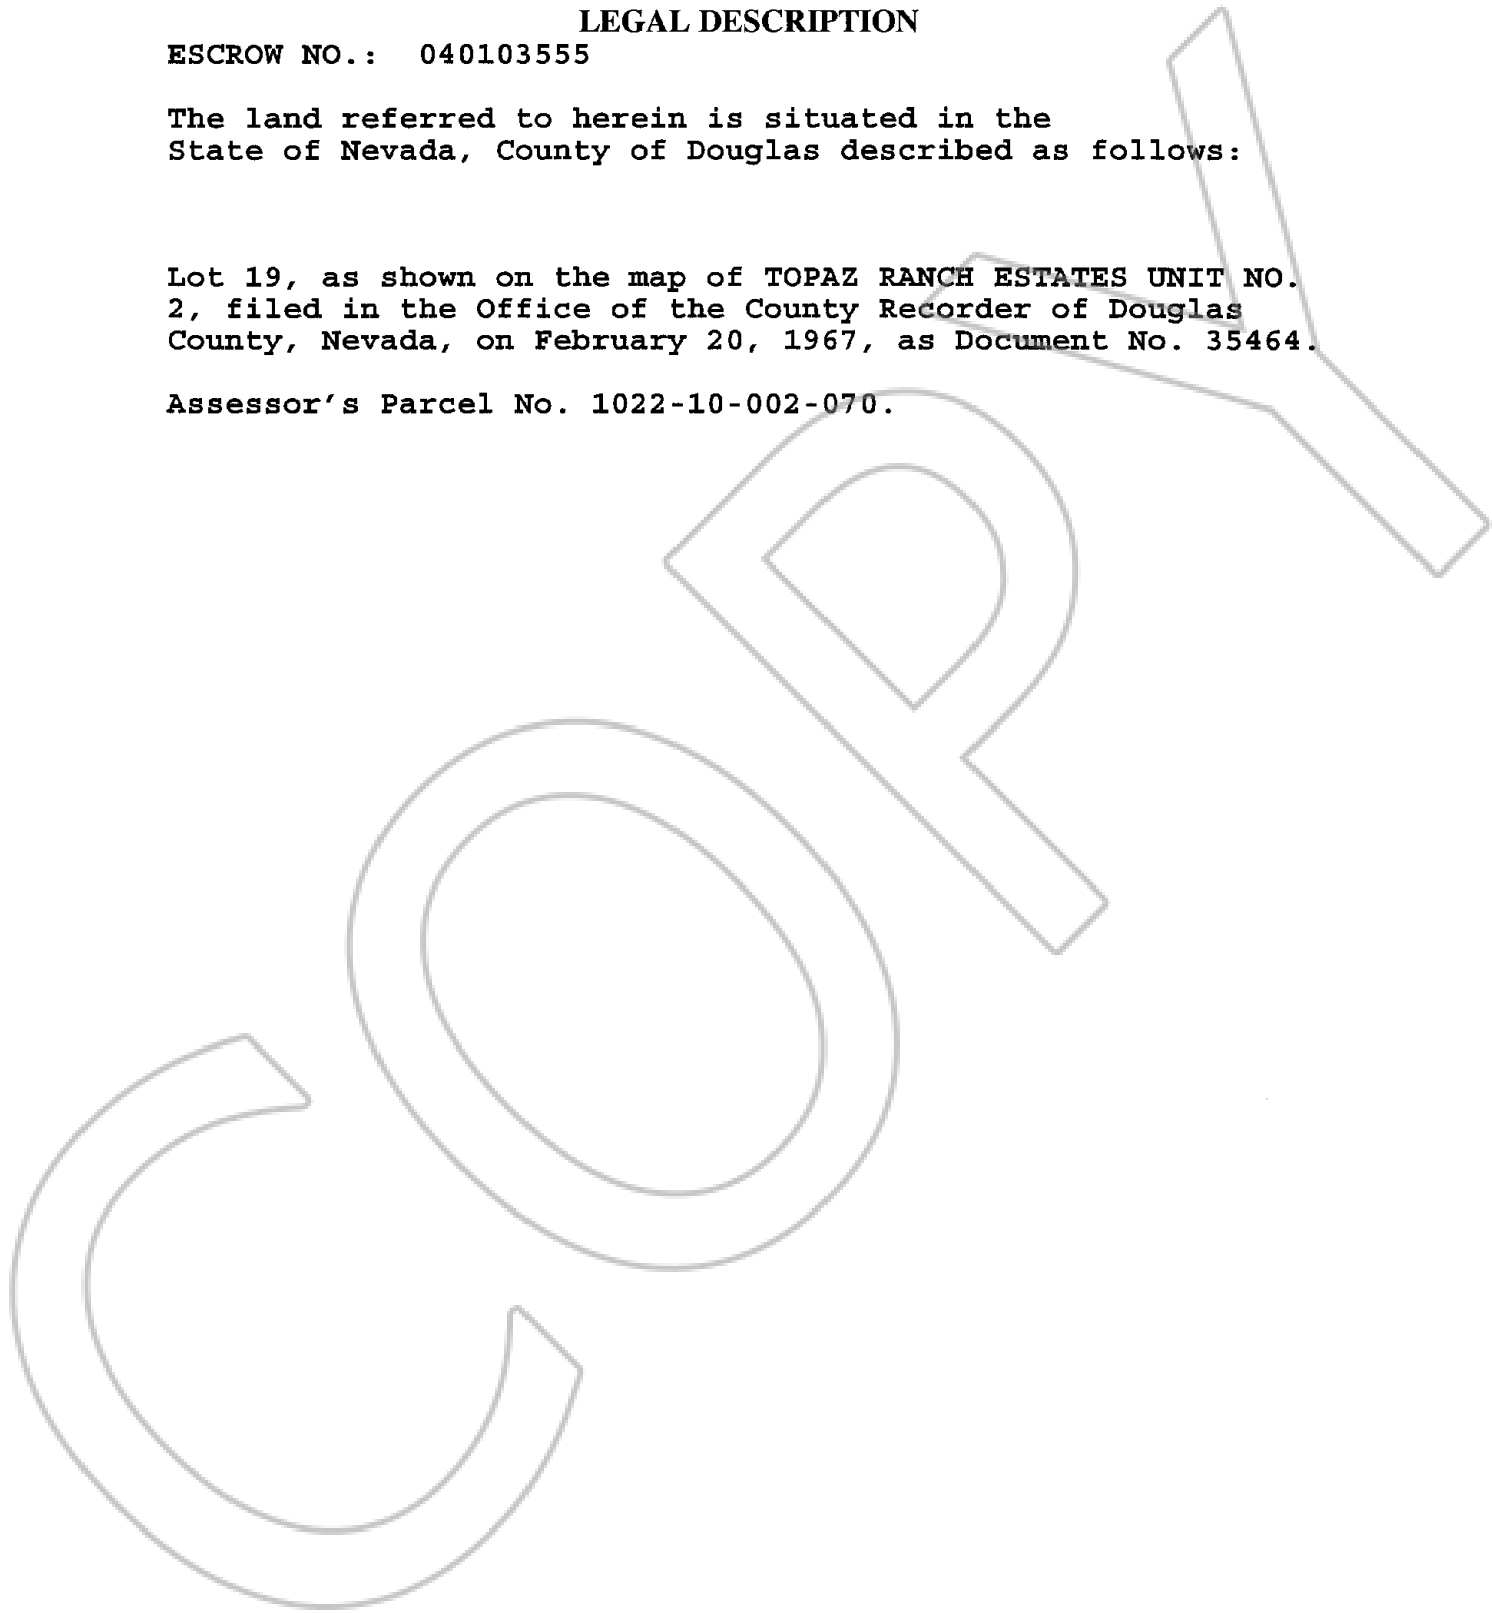 LEGAL DESCRIPTION
ESCROW NO.: 040103555
The land referred to herein is situated in the
State of Nevada, County of Douglas described as follows:
Lot 19, as shown on the map of TOPAZ RANCH ESTATES UNIT NO.
2, filed in the Office of the County Recorder of Douglas
County, Nevada, on February 20, 1967, as Document No. 35464.
Assessor's Parcel No. 1022-10-002-070.
COPY